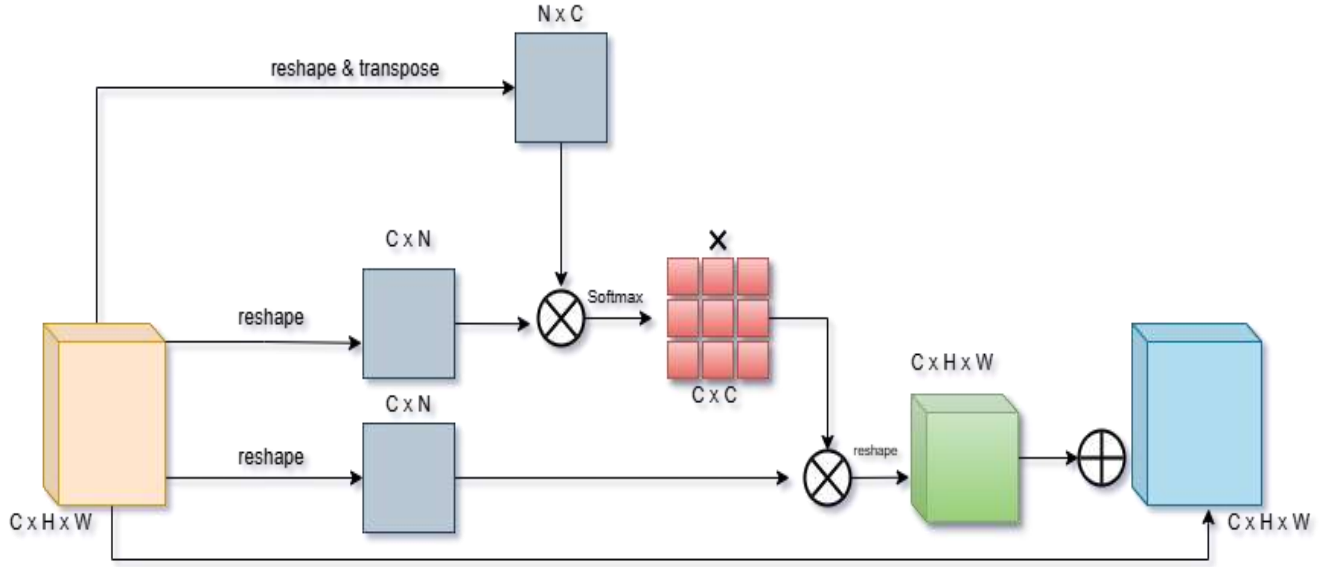 N x C
reshape & transpose
C x N
reshape
Softmax
X
C x C
C x N
reshape
reshape
C x H x W
C x H x W
C x H x W